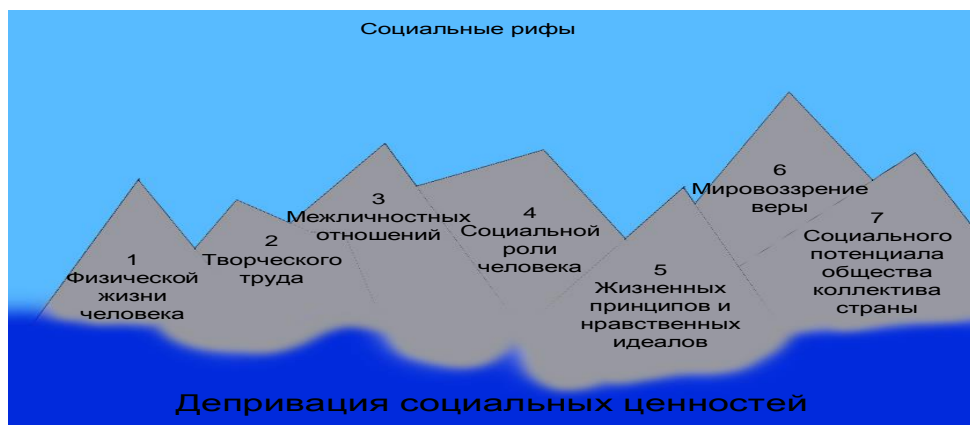 Социальные рифы
1
Физической
жизни
человека
2
Творческого
труда
3
Межличностных
отношений
4
Социальной
роли
человека
5
Жизненных
принципов и
нравственных
идеалов
6
Мировоззрение
веры
7
Социального
потенциала
общества
коллектива
страны
Депривация социальных ценностей